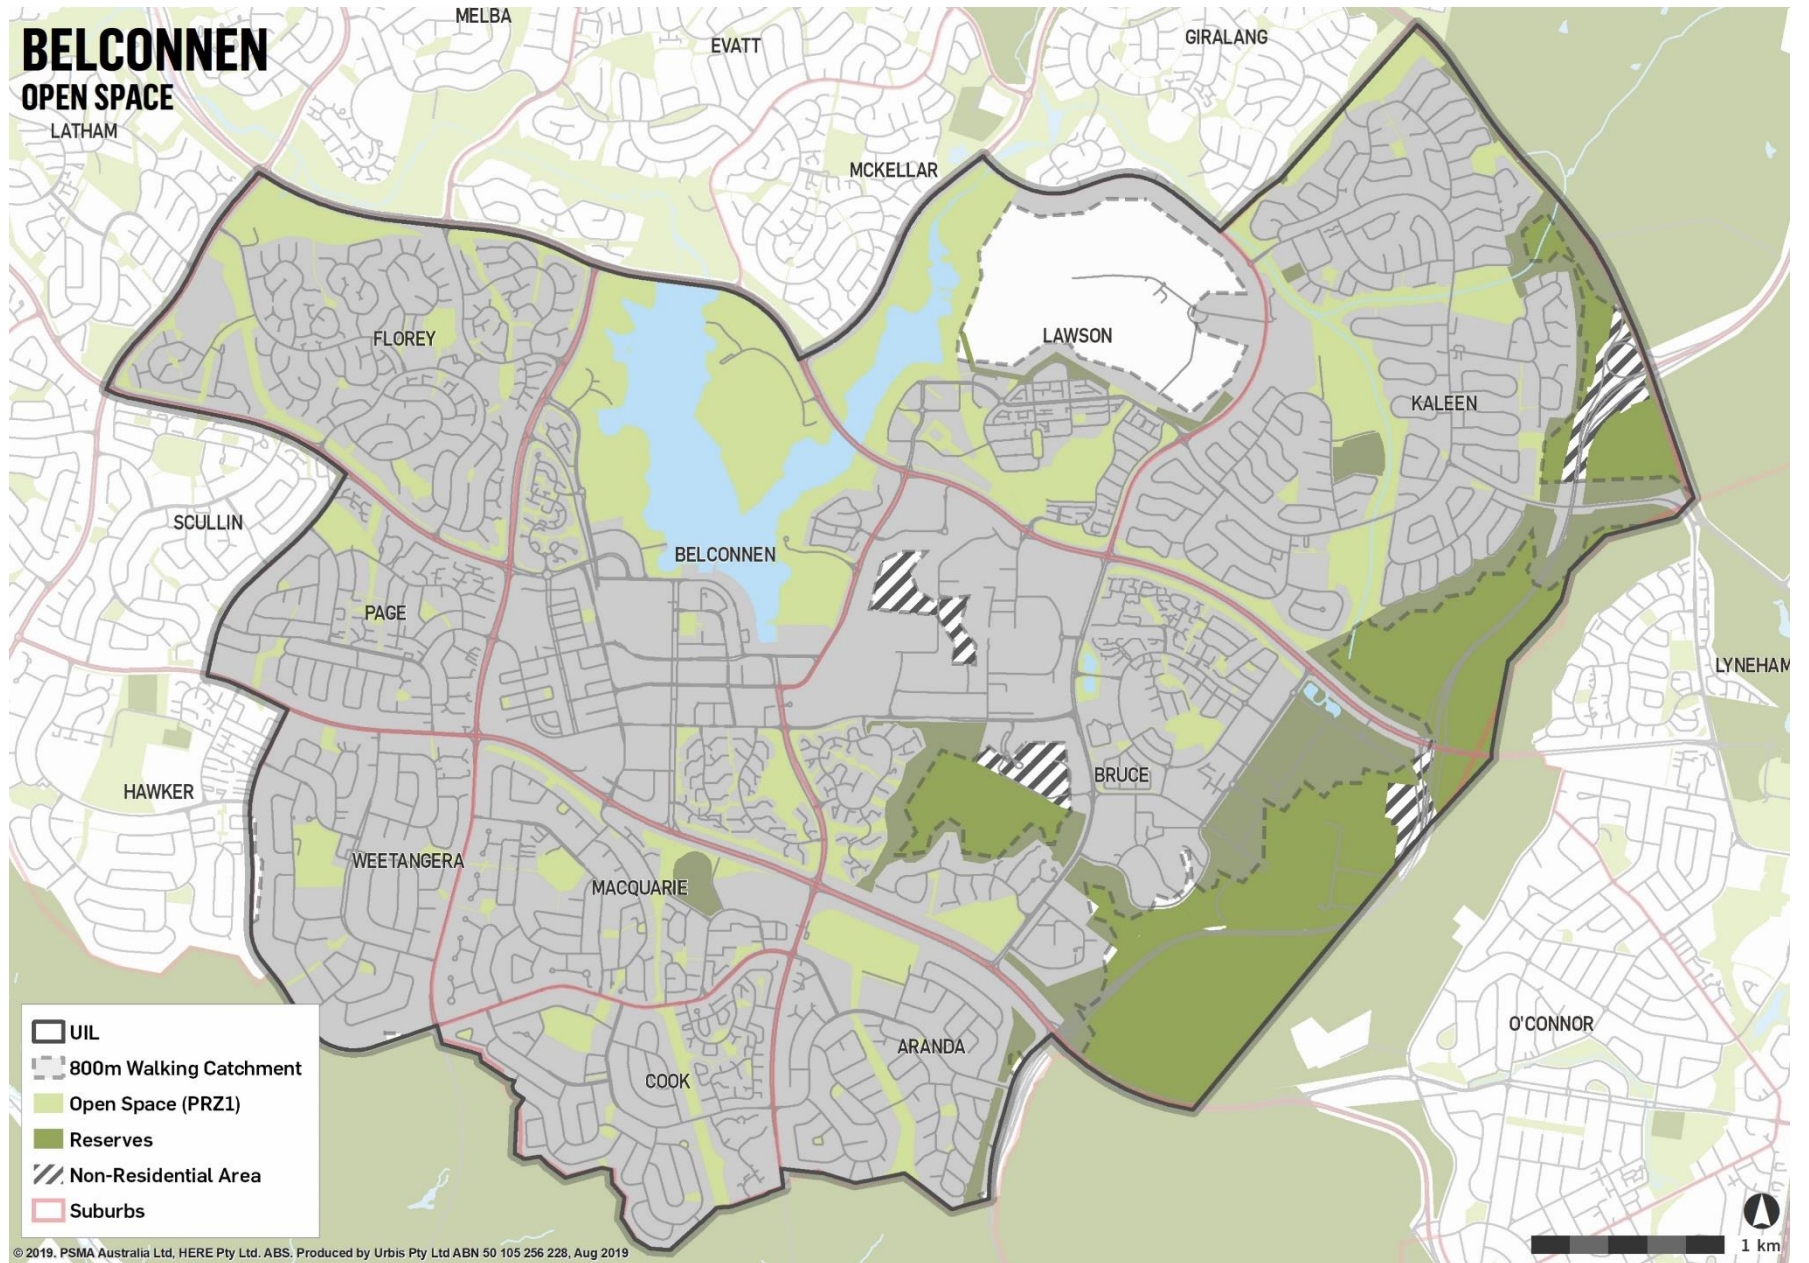 BELCONNEN
OPEN SPACE
MELBA
EVATT
GIRALANG
LATHAM
MCKELLAR
FLOREY
LAWSON
KALEEN
SCULLIN
BELCONNEN
PAGE
LYNEHAM
HAWKER
BRUCE
WEETANGERA
MACQUARIE
O'CONNOR
ARANDA
COOK
UIL
800m Walking Catchment
Open Space (PRZ1)
Reserves
Non-Residential Area
Suburbs
1 km
© 2019. PSMA Australia Ltd, HERE Pty Ltd. ABS. Produced by Urbis Pty Ltd ABN 50 105 256 228, Aug 2019